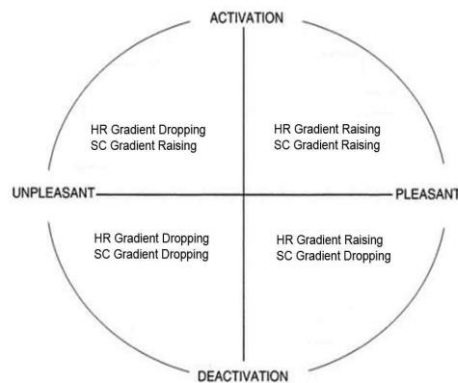 ACTIVATION
HR Gradient Dropping
SC Gradient Raising
HR Gradient Raising
SC Gradient Raising
UNPLEASANT
PLEASANT
HR Gradient Dropping
SC Gradient Dropping
HR Gradient Raising
SC Gradient Dropping
DEACTIVATION